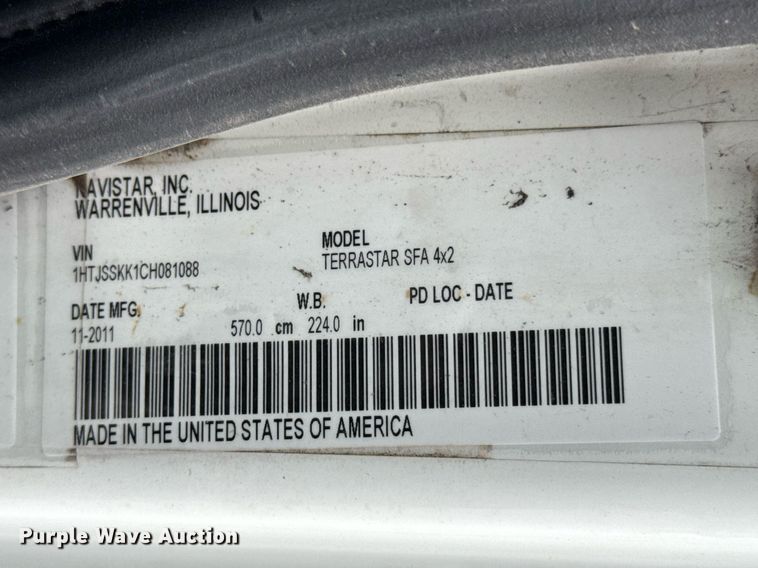 NAVISTAR, INC.
WARRENVILLE, ILLINOIS
VIN
1HTJSSKK1CH081088
MODEL
TERRASTAR SFA 4x2
DATE MFG.
11-2011
W.B.
570.0 cm 224.0 in
PD LOC - DATE
MADE IN THE UNITED STATES OF AMERICA
Purple Wave Auction